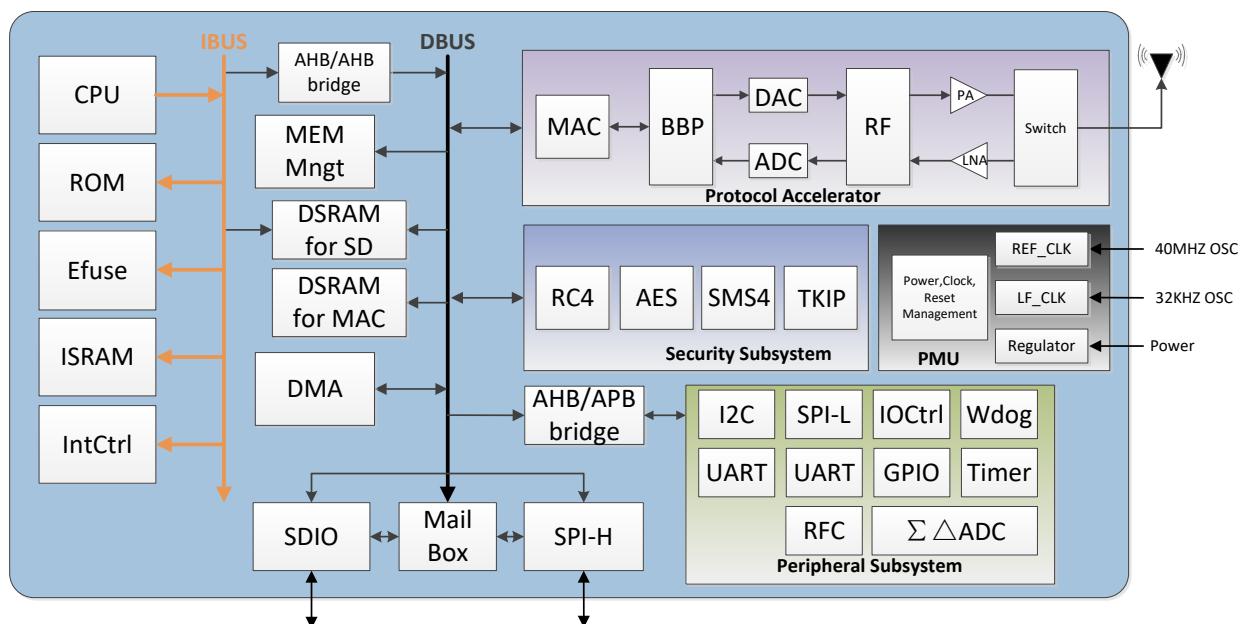 IBUS
DBUS
CPU
ROM
Efuse
ISRAM
IntCtrl
AHB/AHB
bridge
MEM
Mngt
DSRAM
for SD
DSRAM
for MAC
DMA
SDIO
Mail
Box
SPI-H
MAC
BBP
DAC
ADC
RF
PA
LNA
Switch
Protocol Accelerator
RC4
AES
SMS4
TKIP
Security Subsystem
Power,Clock,
Reset
Management
REF_CLK
LF_CLK
Regulator
PMU
40MHZ OSC
32KHZ OSC
Power
AHB/APB
bridge
I2C
SPI-L
IOCtrl
Wdog
UART
UART
GPIO
Timer
RFC
∑ △ADC
Peripheral Subsystem